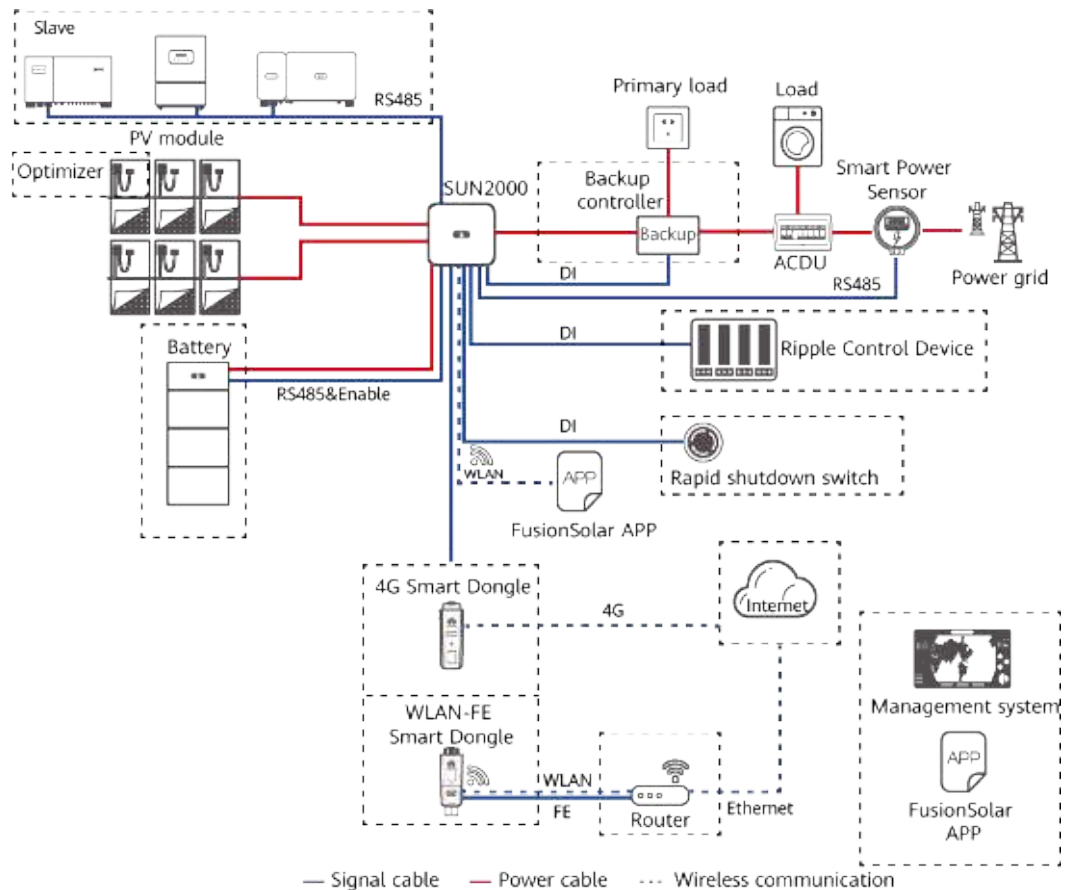 Slave
RS485
PV module
Optimizer
SUN2000
Primary load
Load
Backup
controller
Smart Power
Sensor
Backup
ACDU
Power grid
DI
RS485
DI
Ripple Control Device
Battery
RS485&Enable
DI
Rapid shutdown switch
WLAN
APP
FusionSolar APP
4G Smart Dongle
4G
Internet
WLAN-FE
Smart Dongle
WLAN
FE
Router
Ethernet
Management system
APP
FusionSolar
APP
Signal cable
Power cable
Wireless communication